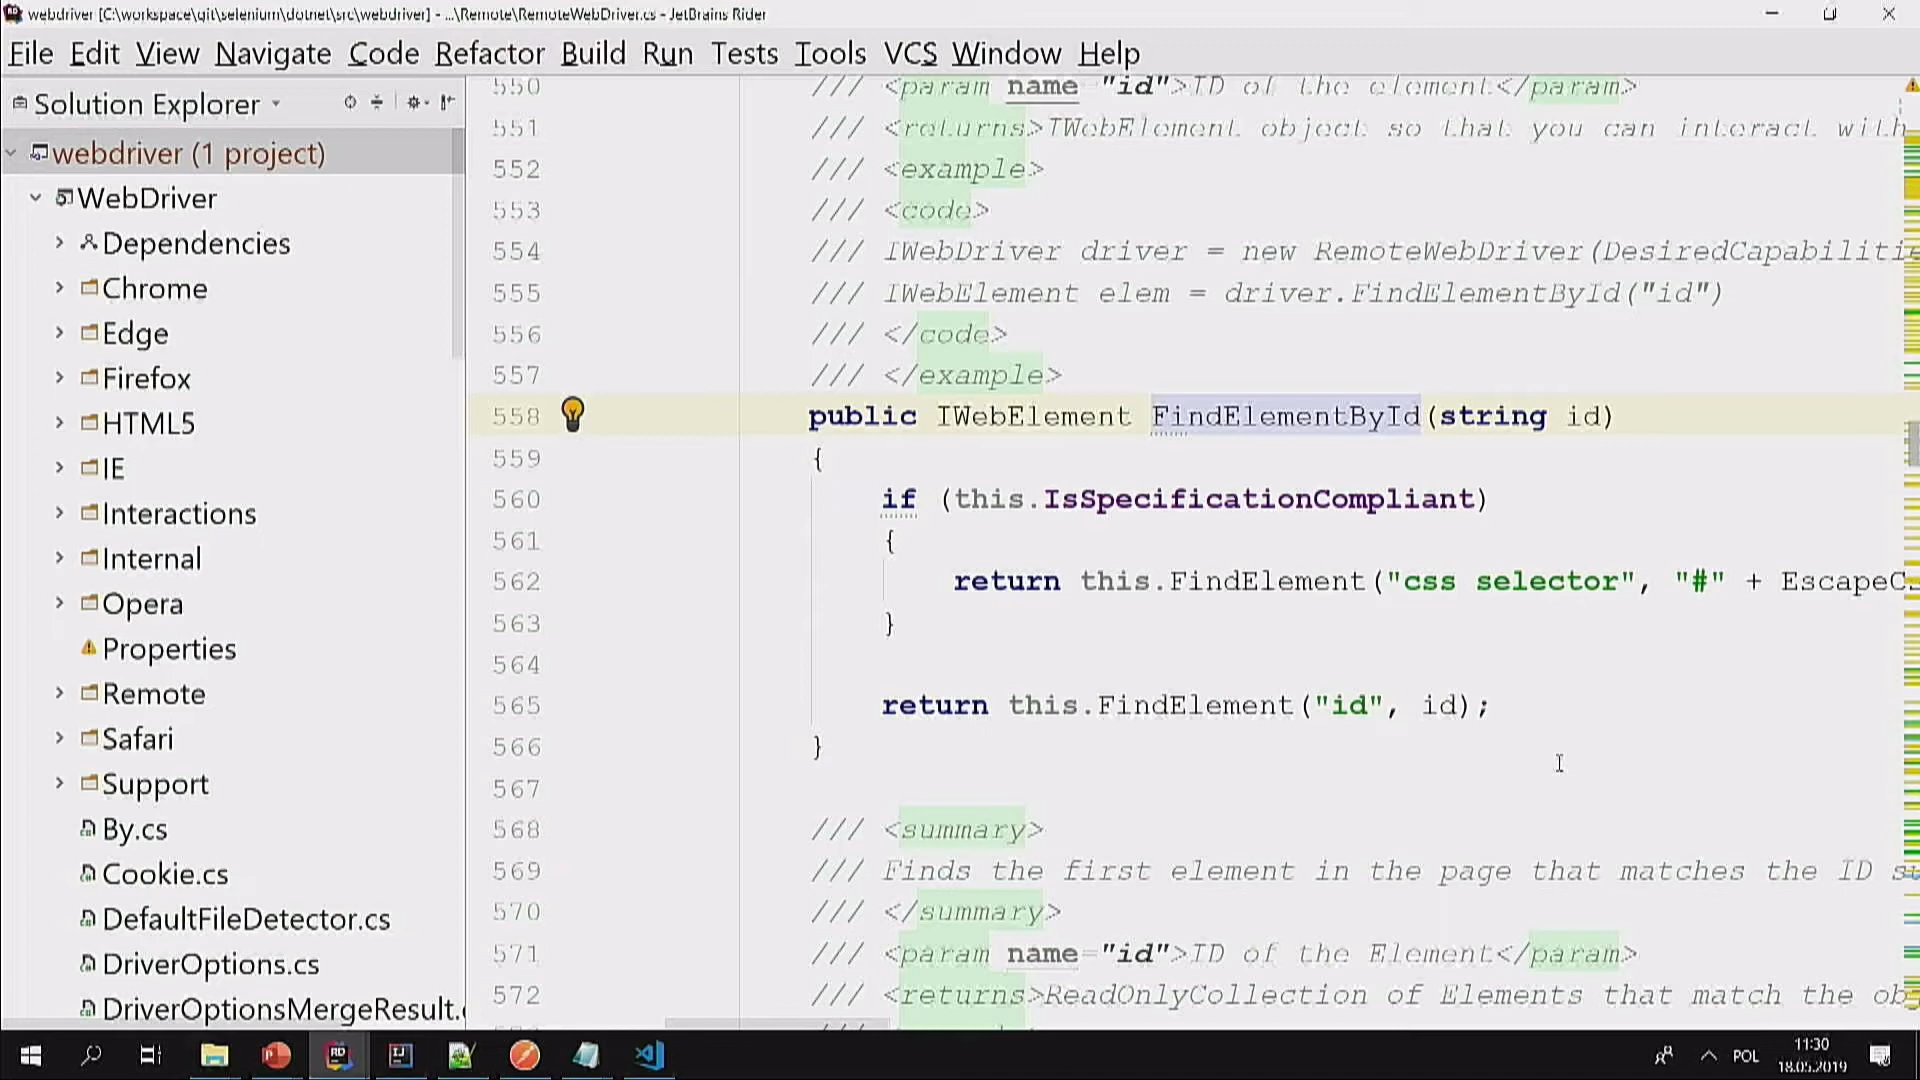 webdriver [C:\workspace\git\selenium\dotnet\src\webdriver] - ...\Remote\RemoteWebDriver.cs - JetBrains Rider
File Edit View Navigate Code Refactor Build Run Tests Tools VCS Window Help
Solution Explorer
webdriver (1 project)
WebDriver
Dependencies
Chrome
Edge
Firefox
HTML5
IE
Interactions
Internal
Opera
Properties
Remote
Safari
Support
By.cs
Cookie.cs
DefaultFileDetector.cs
DriverOptions.cs
DriverOptionsMergeResult.
550 /// <param name="id">ID of the element</param>
551 /// <returns>IWebElement object so that you can interact with
552 /// <example>
553 /// <code>
554 /// IWebDriver driver = new RemoteWebDriver(DesiredCapabilitie
555 /// IWebElement elem = driver.FindElementById("id")
556 /// </code>
557 /// </example>
558 public IWebElement FindElementById(string id)
559 {
560 if (this.IsSpecificationCompliant)
561 {
562 return this.FindElement("css selector", "#" + EscapeC
563 }
564
565 return this.FindElement("id", id);
566 }
567
568 /// <summary>
569 /// Finds the first element in the page that matches the ID su
570 /// </summary>
571 /// <param name="id">ID of the Element</param>
572 /// <returns>ReadOnlyCollection of Elements that match the ob
POL
11:30
18.05.2019